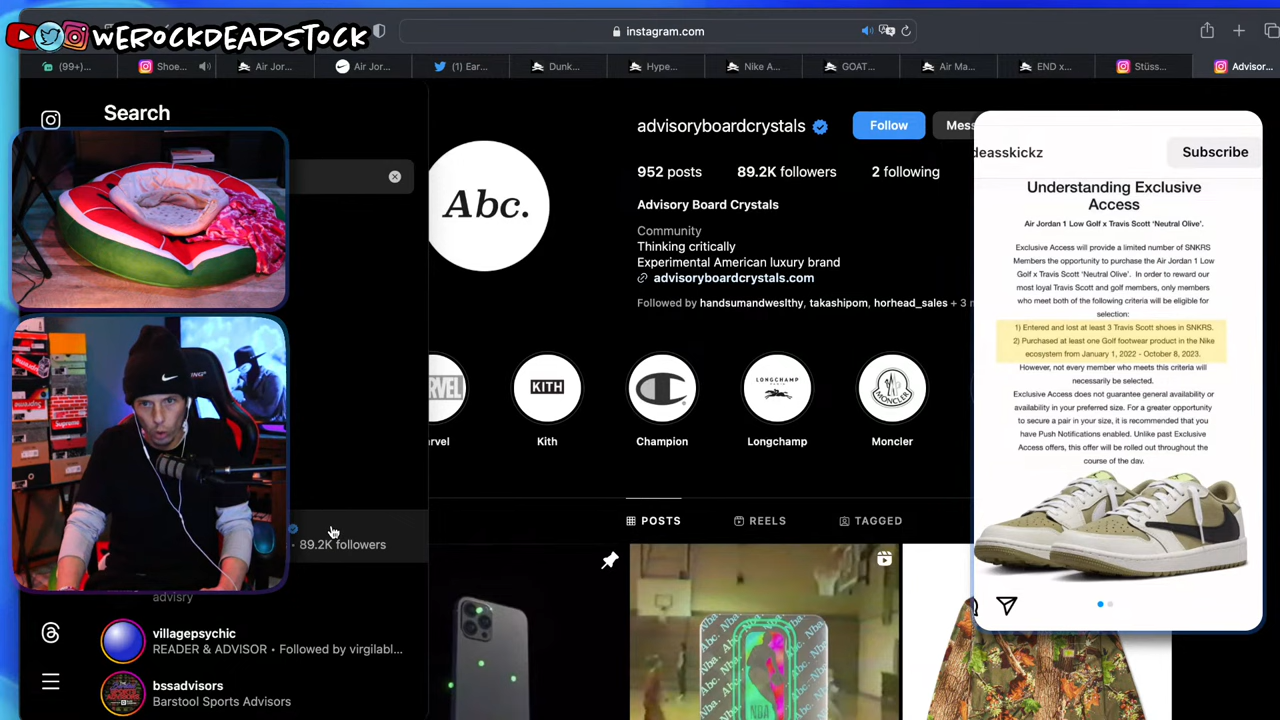 WEROCKDEADSTOCK
instagram.com
(99+)...
Shoe...
Air Jor...
Air Jor...
(1) Ear...
Dunk...
Hype...
Nike A...
GOAT...
Air Ma...
END x...
Stüss...
Advisor...
Search
89.2K followers
advisry
villagepsychic
READER & ADVISOR • Followed by virgilabl...
bssadvisors
Barstool Sports Advisors
Abc.
advisoryboardcrystals
Follow
Mess
952 posts
89.2K followers
2 following
Advisory Board Crystals
Community
Thinking critically
Experimental American luxury brand
advisoryboardcrystals.com
Followed by handsumandweslthy, takashipom, horhead_sales + 3 m
KITH
Champion
LONGCHAMP
PARIS
MONCLER
arvel
Kith
Champion
Longchamp
Moncler
POSTS
REELS
TAGGED
Abc.
Nba.
NBA
deasskickz
Subscribe
Understanding Exclusive
Access
Air Jordan 1 Low Golf x Travis Scott ‘Neutral Olive’.
Exclusive Access will provide a limited number of SNKRS
Members the opportunity to purchase the Air Jordan 1 Low
Golf x Travis Scott ‘Neutral Olive’. In order to reward our
most loyal Travis Scott and golf members, only members
who meet both of the following criteria will be eligible for
selection:
1) Entered and lost at least 3 Travis Scott shoes in SNKRS.
2) Purchased at least one Golf footwear product in the Nike
ecosystem from January 1, 2022 - October 8, 2023.
However, not every member who meets this criteria will
necessarily be selected.
Exclusive Access does not guarantee general availability or
availability in your preferred size. For a greater opportunity
to secure a pair in your size, it is recommended that you
have Push Notifications enabled. Unlike past Exclusive
Access offers, this offer will be rolled out throughout the
course of the day.